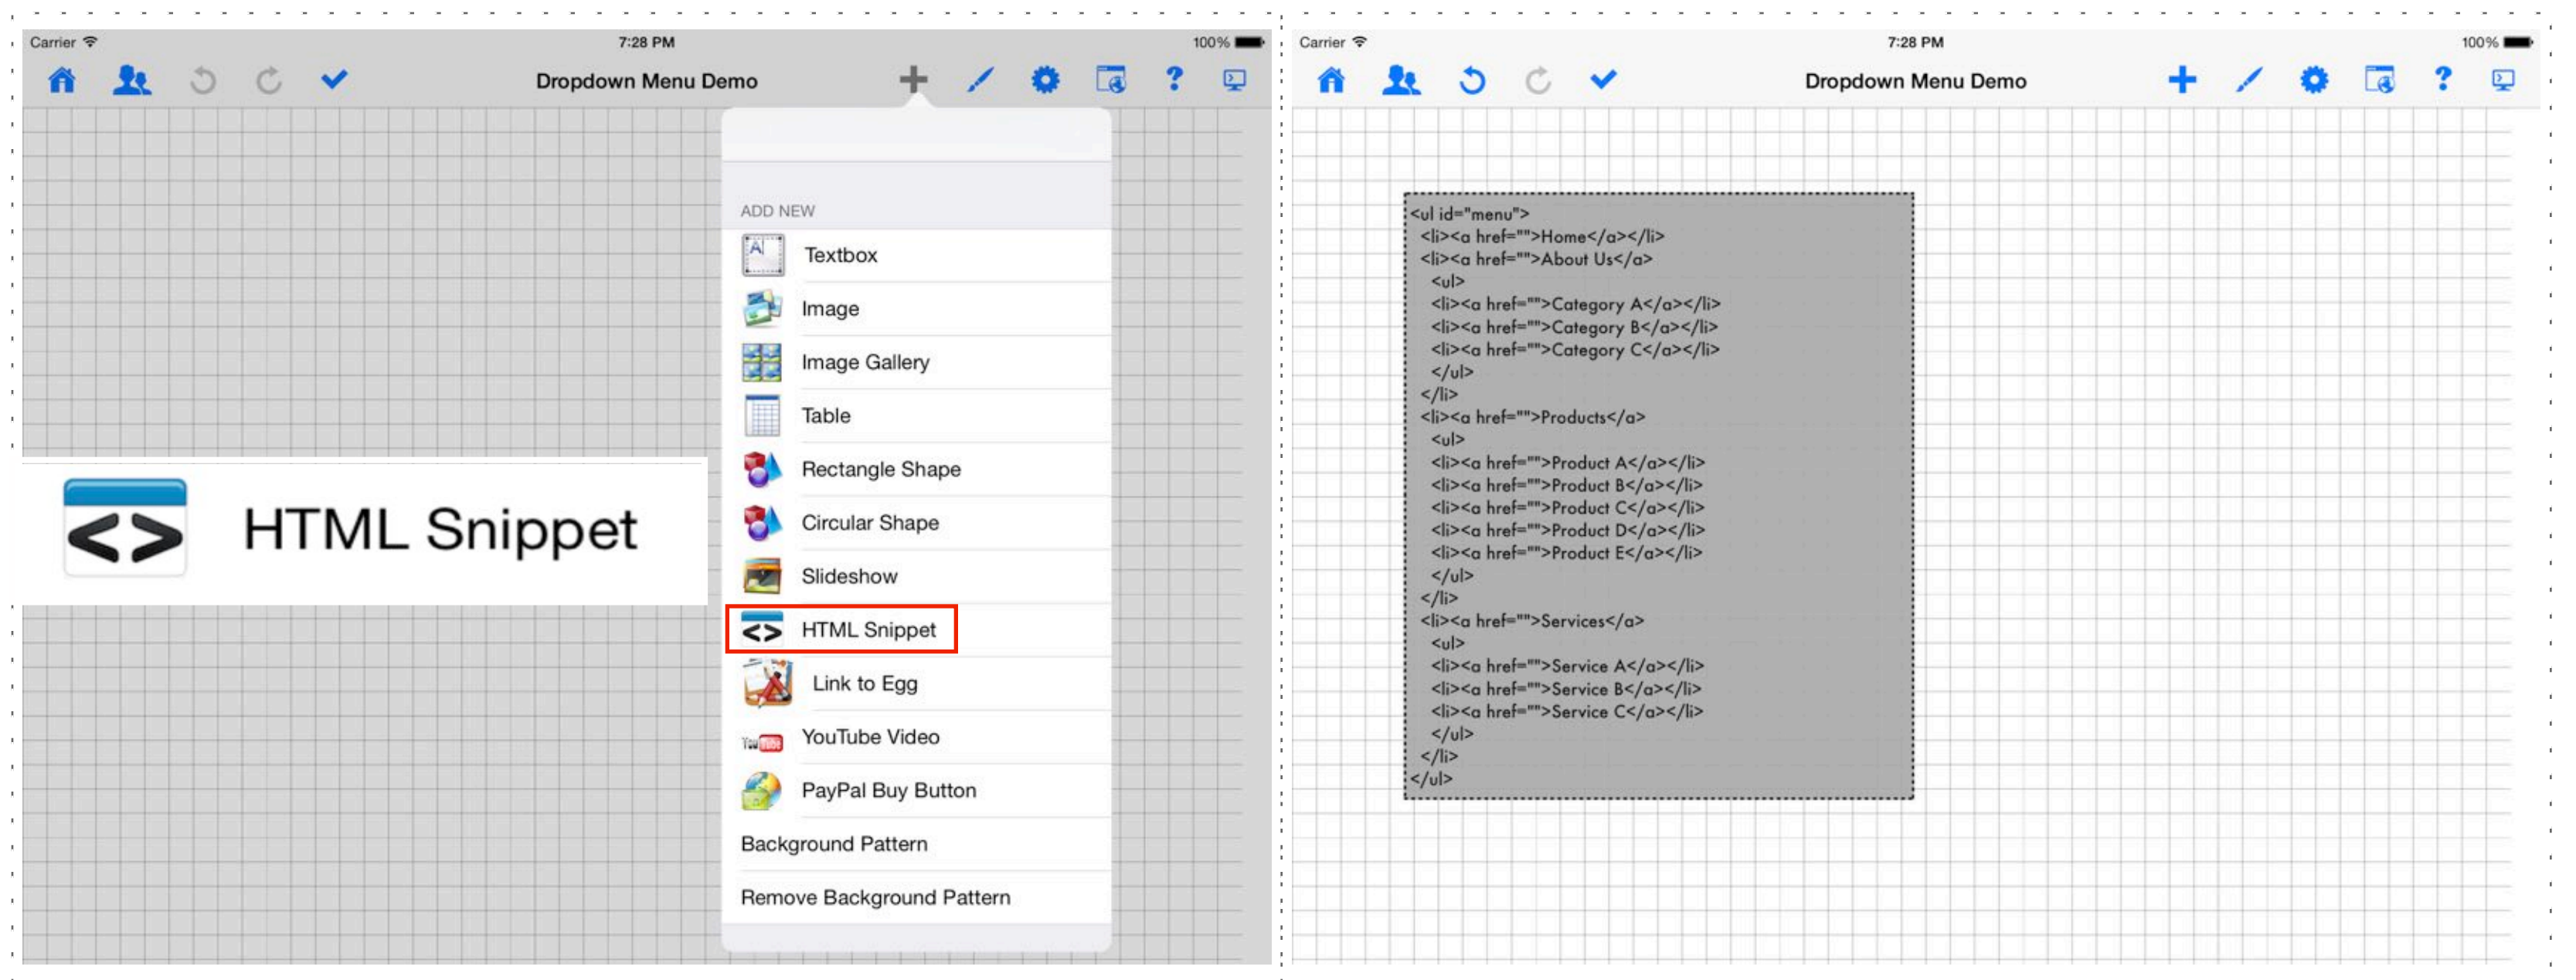 Carrier
7:28 PM
100%
Dropdown Menu Demo
ADD NEW
Textbox
Image
Image Gallery
Table
Rectangle Shape
Circular Shape
Slideshow
HTML Snippet
Link to Egg
YouTube Video
PayPal Buy Button
Background Pattern
Remove Background Pattern
<> HTML Snippet
Carrier
7:28 PM
100%
Dropdown Menu Demo
<ul id="menu">
<li><a href="">Home</a></li>
<li><a href="">About Us</a>
<ul>
<li><a href="">Category A</a></li>
<li><a href="">Category B</a></li>
<li><a href="">Category C</a></li>
</ul>
</li>
<li><a href="">Products</a>
<ul>
<li><a href="">Product A</a></li>
<li><a href="">Product B</a></li>
<li><a href="">Product C</a></li>
<li><a href="">Product D</a></li>
<li><a href="">Product E</a></li>
</ul>
</li>
<li><a href="">Services</a>
<ul>
<li><a href="">Service A</a></li>
<li><a href="">Service B</a></li>
<li><a href="">Service C</a></li>
</ul>
</li>
</ul>